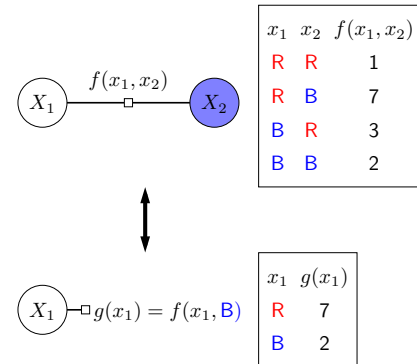 f(x₁, x₂)
X₁ X₂
x₁ x₂ f(x₁, x₂)
R R 1
R B 7
B R 3
B B 2
X₁ g(x₁) = f(x₁, B)
x₁ g(x₁)
R 7
B 2